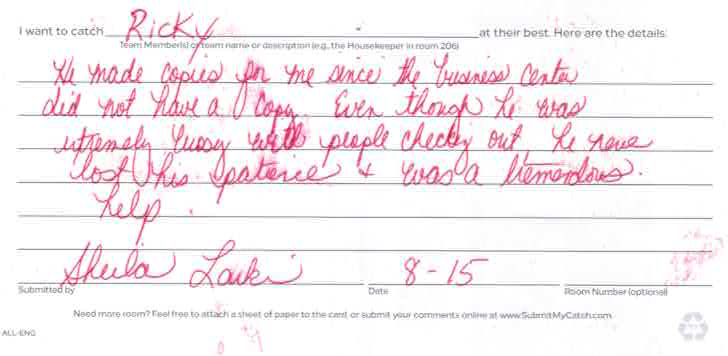 I want to catch Ricky at their best. Here are the details:
Team Member(s) or team name or description (e.g., the Housekeeper in room 206)
He made copies for me since the business Center
did not have a Copy. Even though he was
extremely bussy with people checking out, he never
lost his patience & was a tremendous
help.
Sheila 8-15
Submitted by Date Room Number (optional)
Need more room? Feel free to attach a sheet of paper to the card or submit your comments online at www.SubmitMyCatch.com.
ALL-ENG